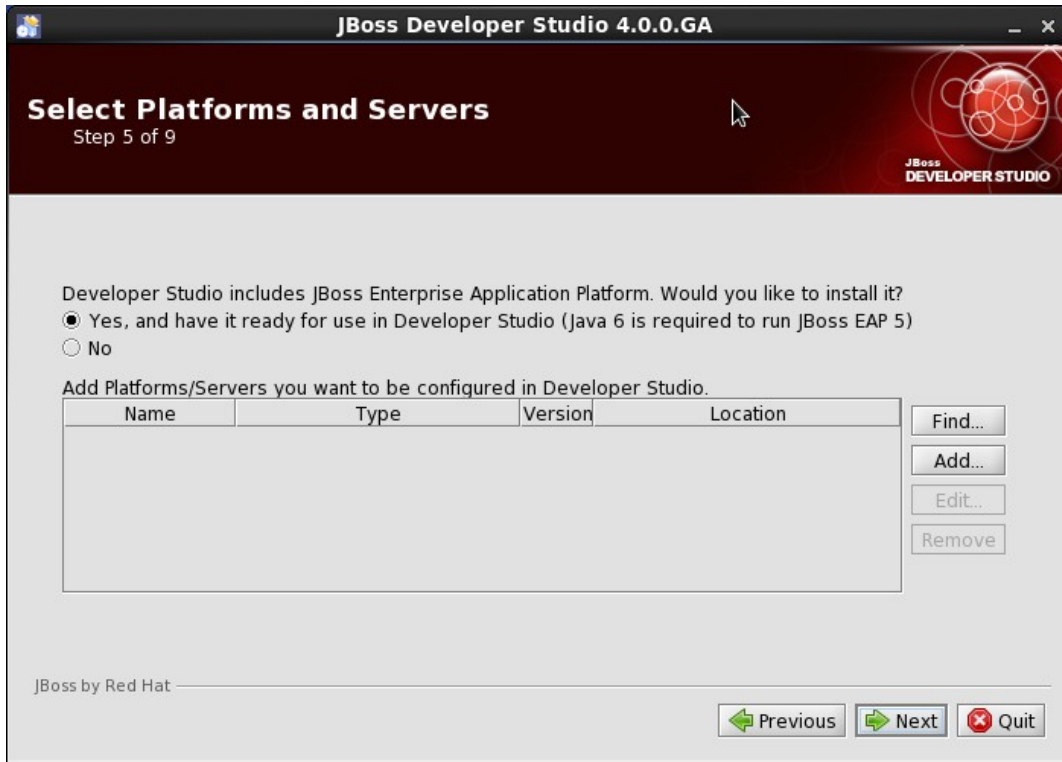 JBoss Developer Studio 4.0.0.GA
Select Platforms and Servers
Step 5 of 9
JBoss
DEVELOPER STUDIO
Developer Studio includes JBoss Enterprise Application Platform. Would you like to install it?
Yes, and have it ready for use in Developer Studio (Java 6 is required to run JBoss EAP 5)
No
Add Platforms/Servers you want to be configured in Developer Studio.
Name Type Version Location
Find...
Add...
Edit...
Remove
JBoss by Red Hat
Previous Next Quit